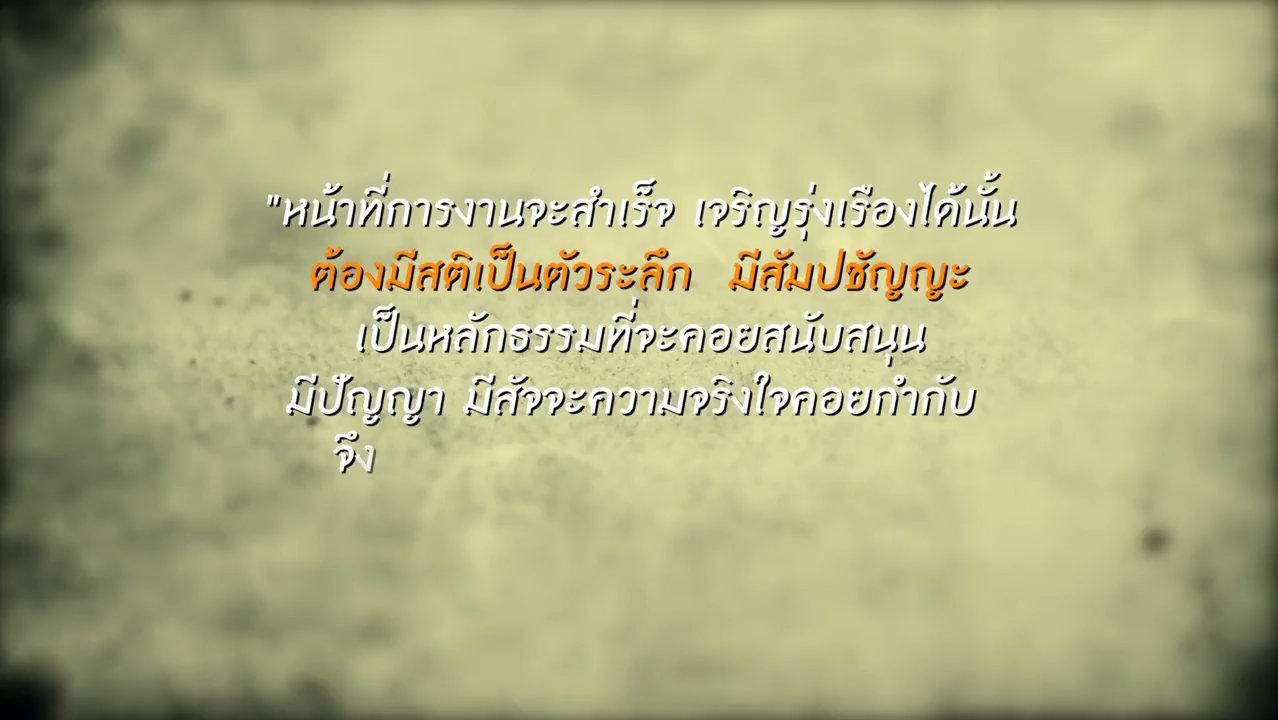 "หน้าที่การงานจะสำเร็จ เจริญรุ่งเรืองได้นั้น
ต้องมีสติเป็นตัวระลึก มีสัมปชัญญะ
เป็นหลักธรรมที่จะคอยสนับสนุน
มีปัญญา มีสัจจะความจริงใจคอยกำกับ
จึง